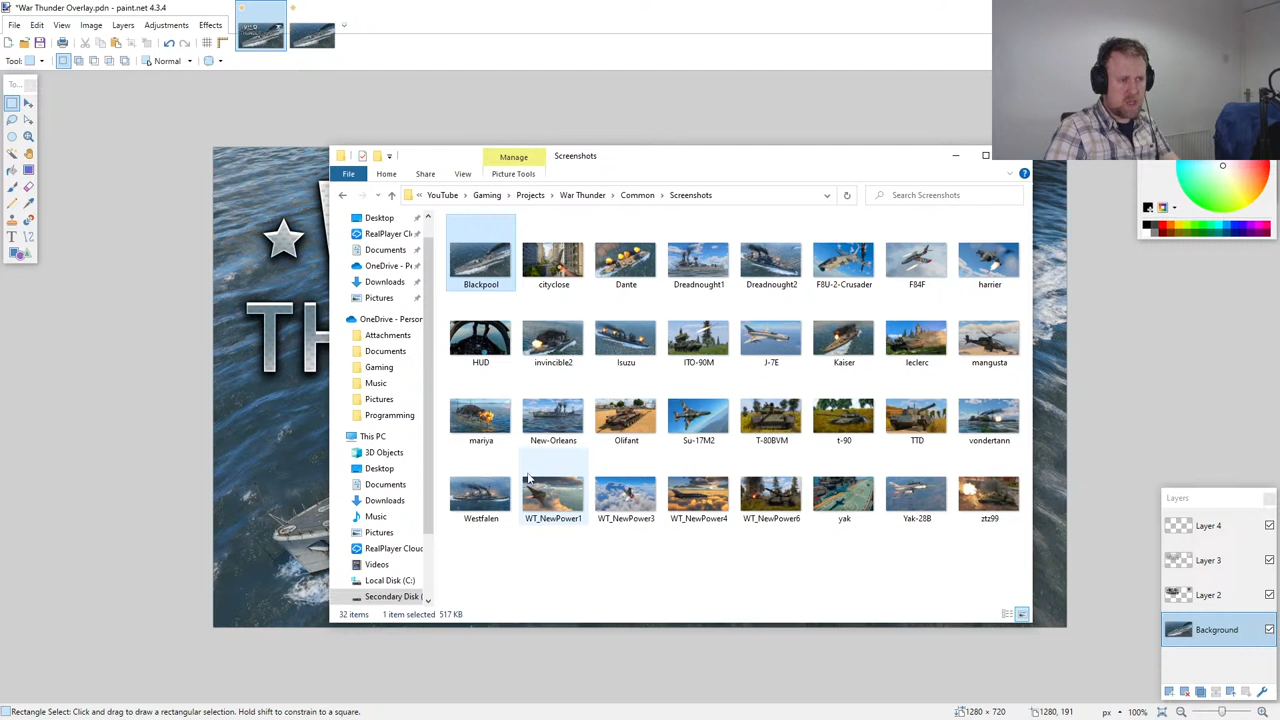 *War Thunder Overlay.pdn - paint.net 4.3.4
File Edit View Image Layers Adjustments Effects
Tool:
Normal
To...
TH
Manage Screenshots
File Home Share View Picture Tools
« YouTube > Gaming > Projects > War Thunder > Common > Screenshots
Search Screenshots
Desktop
RealPlayer Cl
Documents
OneDrive - Pe
Downloads
Pictures
OneDrive - Person
Attachments
Documents
Gaming
Music
Pictures
Programming
This PC
3D Objects
Desktop
Documents
Downloads
Music
Pictures
RealPlayer Cloud
Videos
Local Disk (C:)
Secondary Disk (
Blackpool cityclose Dante Dreadnought1 Dreadnought2 F8U-2-Crusader F84F harrier
HUD invincible2 Isuzu ITO-90M J-7E Kaiser leclerc mangusta
mariya New-Orleans Olifant Su-17M2 T-80BVM t-90 TTD vondertann
Westfalen WT_NewPower1 WT_NewPower3 WT_NewPower4 WT_NewPower6 yak Yak-28B ztz99
32 items 1 item selected 517 KB
Layers
Layer 4
Layer 3
Layer 2
Background
Rectangle Select: Click and drag to draw a rectangular selection. Hold shift to constrain to a square.
1280 × 720
1280, 191
px
100%